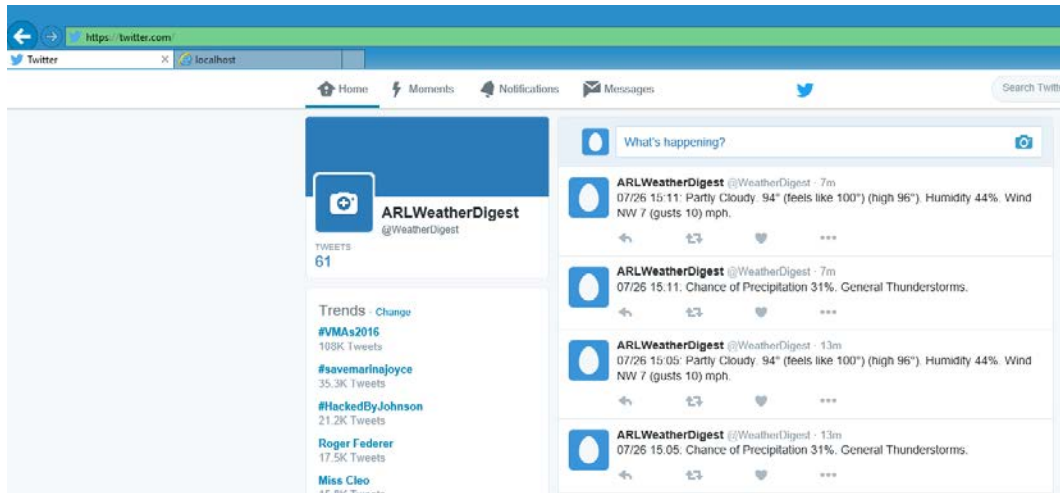 https://twitter.com/
Twitter
localhost
Home
Moments
Notifications
Messages
Search Twitt
ARLWeatherDigest
@WeatherDigest
TWEETS
61
Trends · Change
#VMAs2016
108K Tweets
#savemarinajoyce
35.3K Tweets
#HackedByJohnson
21.2K Tweets
Roger Federer
17.5K Tweets
Miss Cleo
What's happening?
ARLWeatherDigest @WeatherDigest · 7m
07/26 15:11: Partly Cloudy. 94° (feels like 100°) (high 96°). Humidity 44%. Wind
NW 7 (gusts 10) mph.
ARLWeatherDigest @WeatherDigest · 7m
07/26 15:11: Chance of Precipitation 31%. General Thunderstorms.
ARLWeatherDigest @WeatherDigest · 13m
07/26 15:05: Partly Cloudy. 94° (feels like 100°) (high 96°). Humidity 44%. Wind
NW 7 (gusts 10) mph.
ARLWeatherDigest @WeatherDigest · 13m
07/26 15:05: Chance of Precipitation 31%. General Thunderstorms.